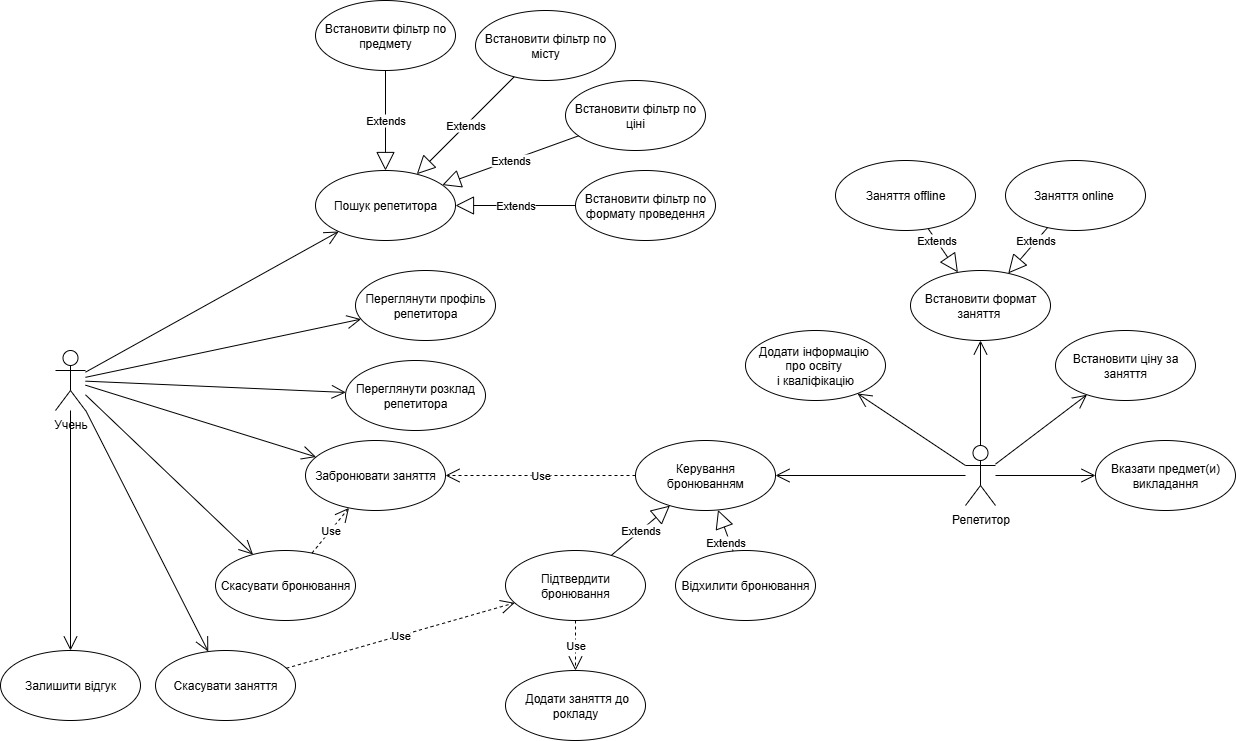 Встановити фільтр по
предмету
Встановити фільтр по
місту
Встановити фільтр по
ціні
Extends
Extends
Extends
Пошук репетитора
Extends
Встановити фільтр по
формату проведення
Заняття offline
Заняття online
Extends
Extends
Встановити формат
заняття
Переглянути профіль
репетитора
Додати інформацію
про освіту
і кваліфікацію
Встановити ціну за
заняття
Переглянути розклад
репетитора
Учень
Забронювати заняття
Use
Керування
бронюванням
Вказати предмет(и)
викладання
Репетитор
Use
Extends
Extends
Скасувати бронювання
Підтвердити
бронювання
Відхилити бронювання
Use
Use
Залишити відгук
Скасувати заняття
Додати заняття до
рокладу